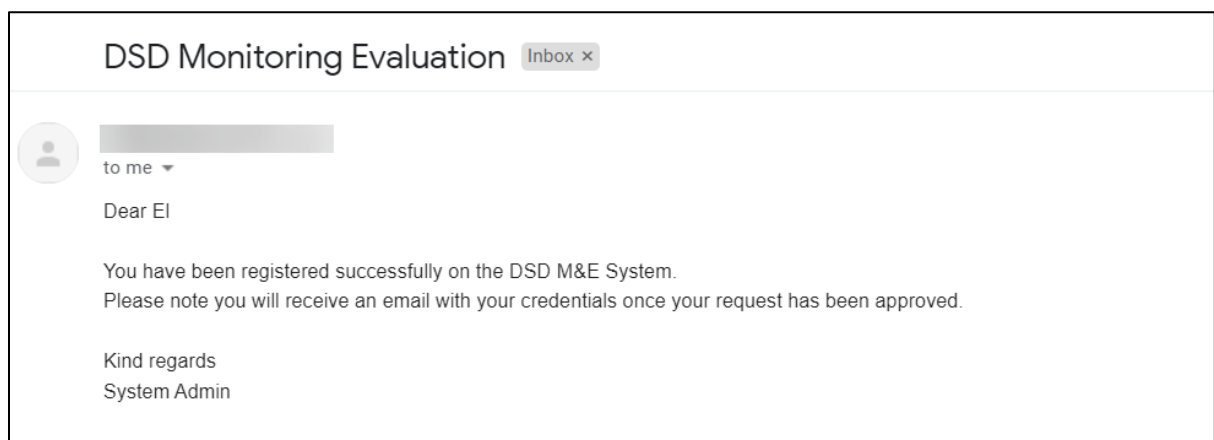 DSD Monitoring Evaluation Inbox ×
to me
Dear El
You have been registered successfully on the DSD M&E System.
Please note you will receive an email with your credentials once your request has been approved.
Kind regards
System Admin